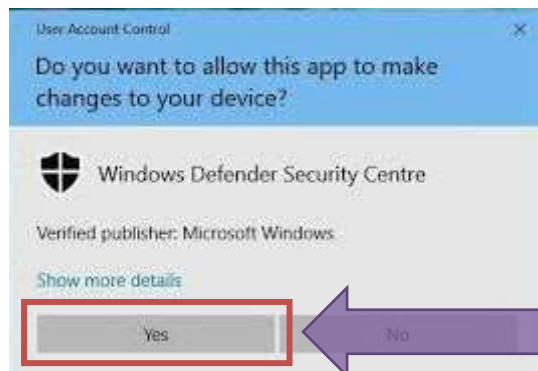 User Account Control
Do you want to allow this app to make
changes to your device?
Windows Defender Security Centre
Verified publisher: Microsoft Windows
Show more details
Yes
No